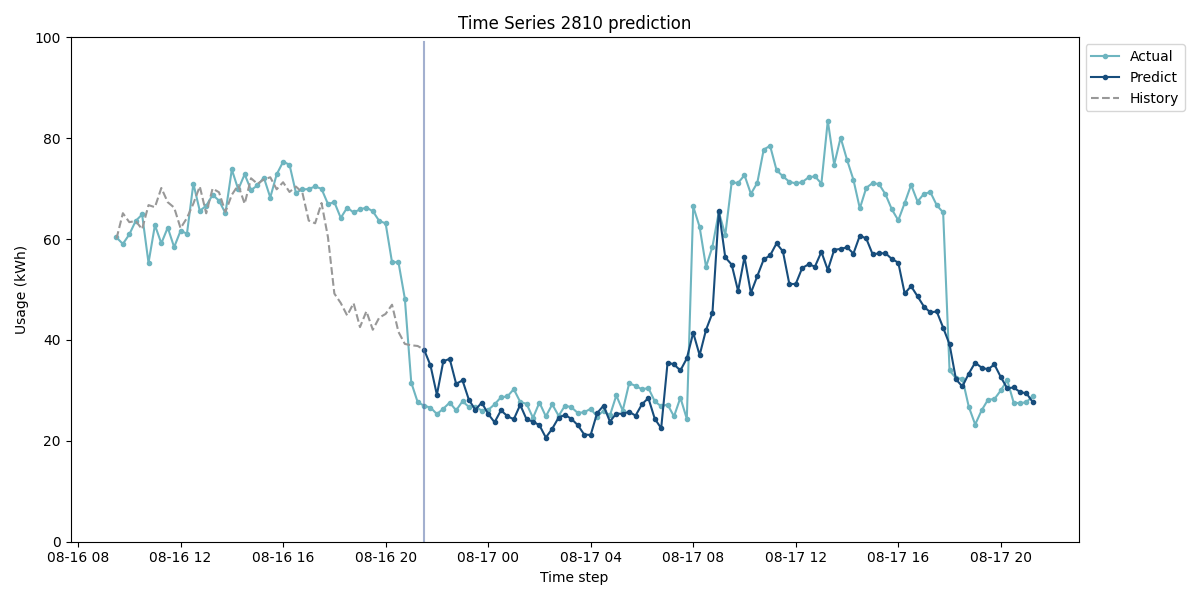 Time Series 2810 prediction
Usage (kWh)
100
80
60
40
20
0
08-16 08
08-16 12
08-16 16
08-16 20
08-17 00
08-17 04
08-17 08
08-17 12
08-17 16
08-17 20
Time step
Actual
Predict
History